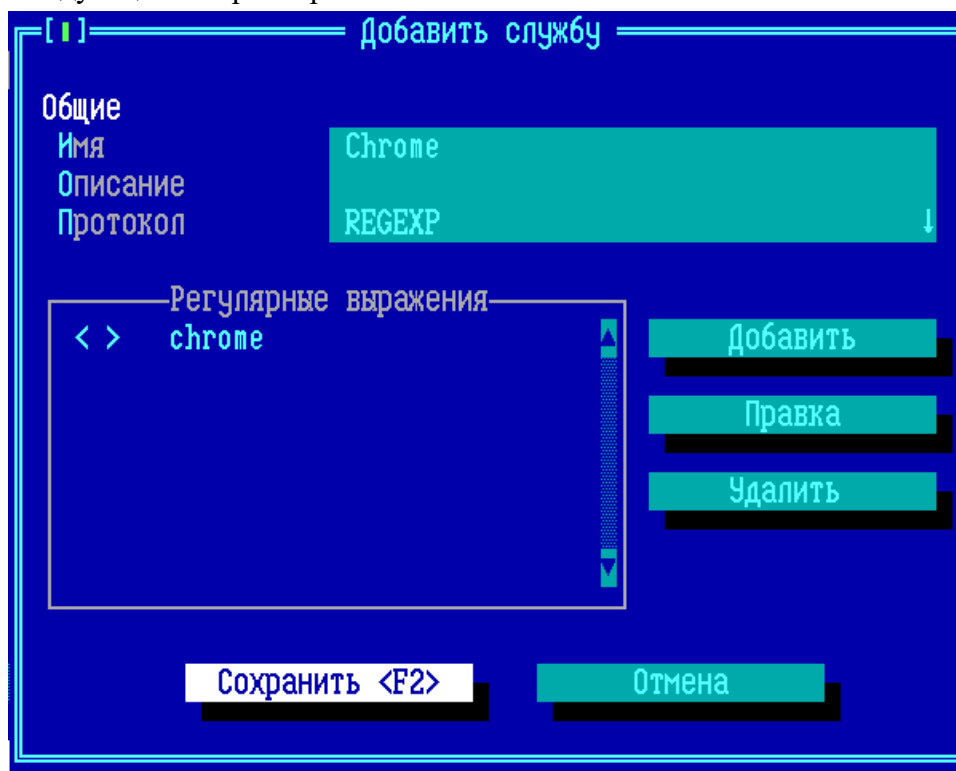 [ ] Добавить службу
Общие
Имя Chrome
Описание
Протокол REGEXP ↓
Регулярные выражения
< > chrome
Добавить
Правка
Удалить
Сохранить <F2> Отмена